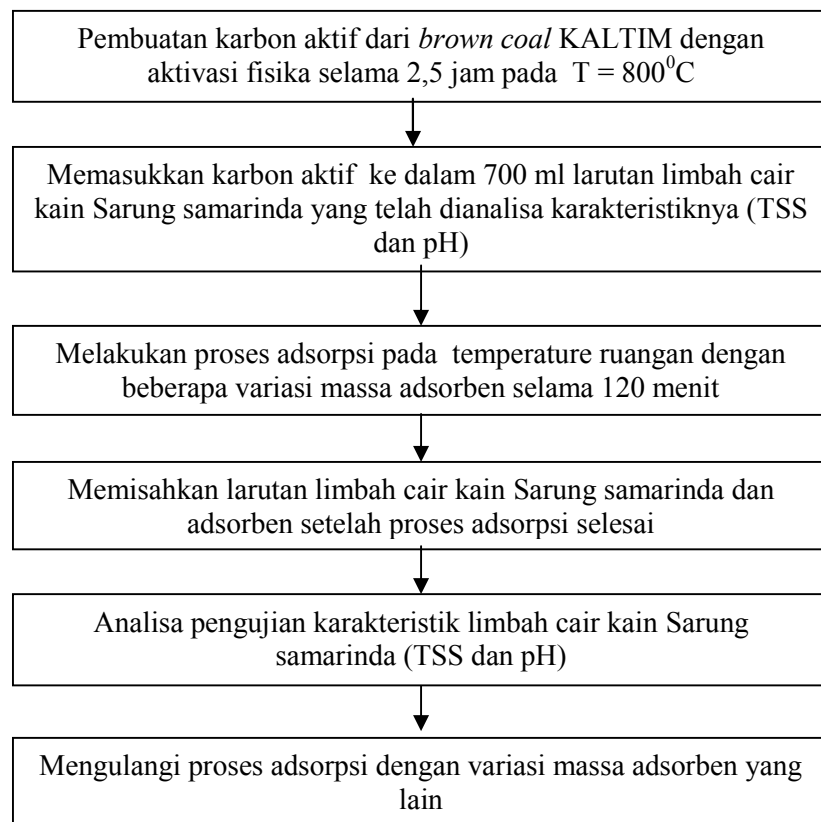 Pembuatan karbon aktif dari brown coal KALTIM dengan
aktivasi fisika selama 2,5 jam pada T = 800⁰C
Memasukkan karbon aktif ke dalam 700 ml larutan limbah cair
kain Sarung samarinda yang telah dianalisa karakteristiknya (TSS
dan pH)
Melakukan proses adsorpsi pada temperature ruangan dengan
beberapa variasi massa adsorben selama 120 menit
Memisahkan larutan limbah cair kain Sarung samarinda dan
adsorben setelah proses adsorpsi selesai
Analisa pengujian karakteristik limbah cair kain Sarung
samarinda (TSS dan pH)
Mengulangi proses adsorpsi dengan variasi massa adsorben yang
lain